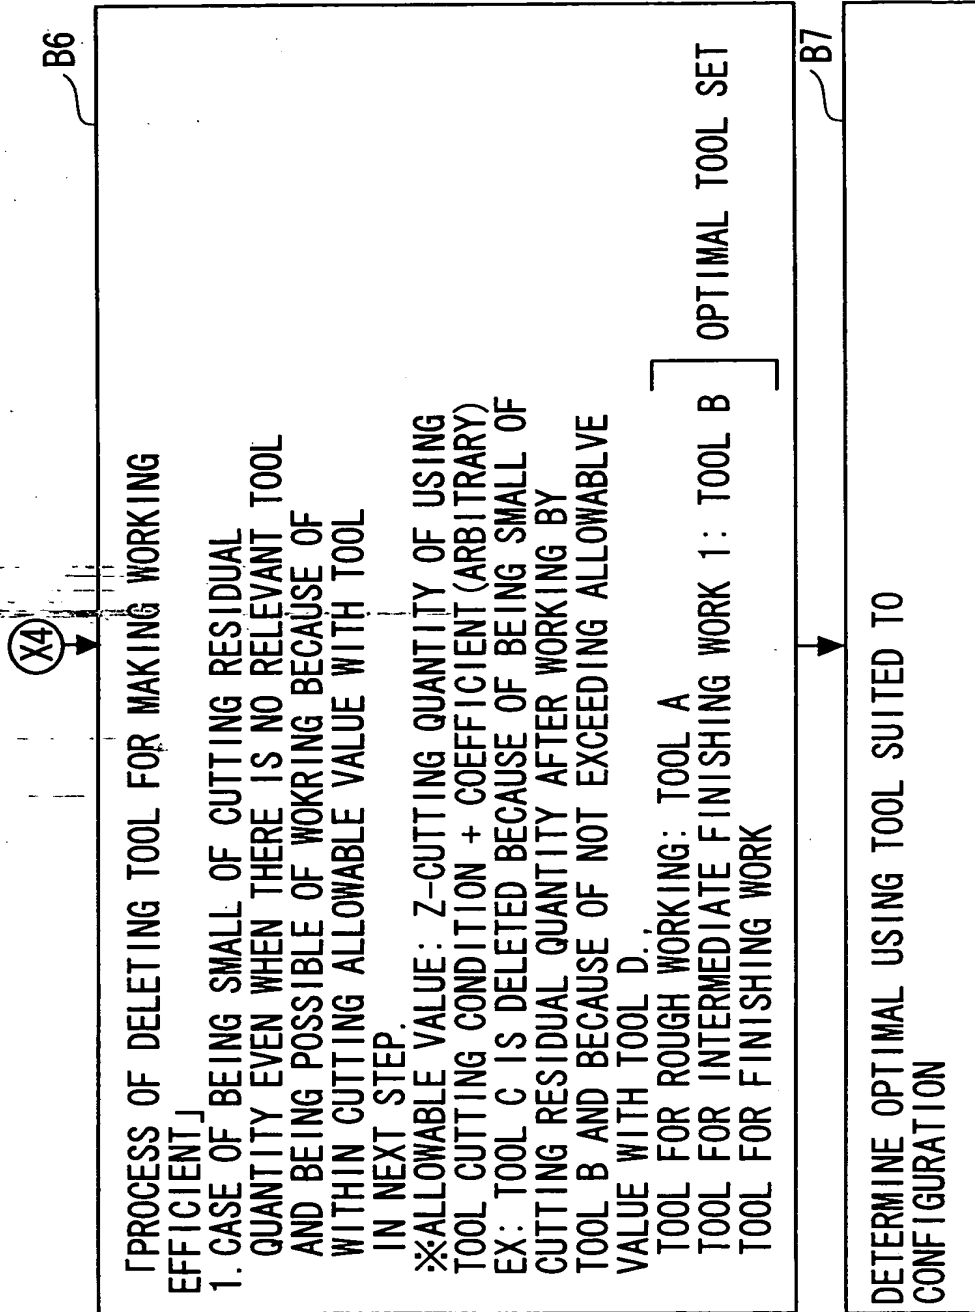 X4
B6
「PROCESS OF DELETING TOOL FOR MAKING WORKING
EFFICIENT」
1. CASE OF BEING SMALL OF CUTTING RESIDUAL
QUANTITY EVEN WHEN THERE IS NO RELEVANT TOOL
AND BEING POSSIBLE OF WOKRING BECAUSE OF
WITHIN CUTTING ALLOWABLE VALUE WITH TOOL
IN NEXT STEP.
※ALLOWABLE VALUE: Z-CUTTING QUANTITY OF USING
TOOL CUTTING CONDITION + COEFFICIENT(ARBITRARY)
EX: TOOL C IS DELETED BECAUSE OF BEING SMALL OF
CUTTING RESIDUAL QUANTITY AFTER WORKING BY
TOOL B AND BECAUSE OF NOT EXCEEDING ALLOWABLVE
VALUE WITH TOOL D.,
TOOL FOR ROUGH WORKING: TOOL A
TOOL FOR INTERMEDIATE FINISHING WORK 1: TOOL B
TOOL FOR FINISHING WORK
OPTIMAL TOOL SET
B7
DETERMINE OPTIMAL USING TOOL SUITED TO
CONFIGURATION